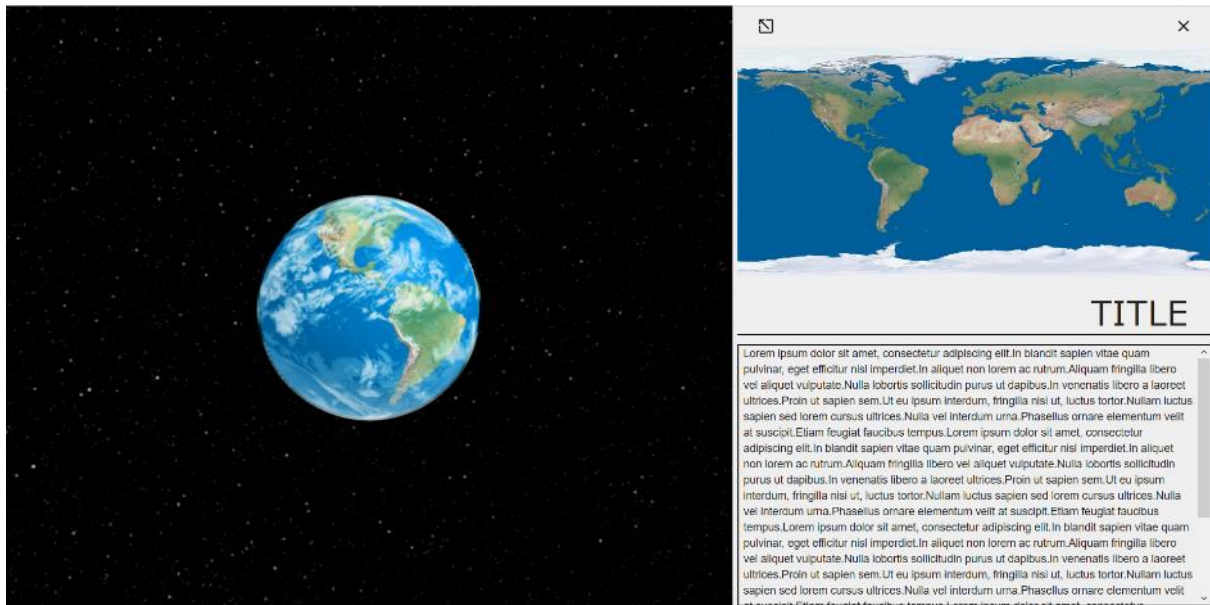 TITLE
Lorem ipsum dolor sit amet, consectetur adipiscing elit.In blandit sapien vitae quam
pulvinar, eget efficitur nisl imperdiet.In aliquet non lorem ac rutrum.Aliquam fringilla libero
vel aliquet vulputate.Nulla lobortis sollicitudin purus ut dapibus.In venenatis libero a laoreet
ultrices.Proin ut sapien sem.Ut eu ipsum interdum, fringilla nisi ut, luctus tortor.Nullam luctus
sapien sed lorem cursus ultrices.Nulla vel interdum urna.Phasellus ornare elementum velit
at suscipit.Etiam feugiat faucibus tempus.Lorem ipsum dolor sit amet, consectetur
adipiscing elit.In blandit sapien vitae quam pulvinar, eget efficitur nisl imperdiet.In aliquet
non lorem ac rutrum.Aliquam fringilla libero vel aliquet vulputate.Nulla lobortis sollicitudin
purus ut dapibus.In venenatis libero a laoreet ultrices.Proin ut sapien sem.Ut eu ipsum
interdum, fringilla nisi ut, luctus tortor.Nullam luctus sapien sed lorem cursus ultrices.Nulla
vel interdum urna.Phasellus ornare elementum velit at suscipit.Etiam feugiat faucibus
tempus.Lorem ipsum dolor sit amet, consectetur adipiscing elit.In blandit sapien vitae quam
pulvinar, eget efficitur nisl imperdiet.In aliquet non lorem ac rutrum.Aliquam fringilla libero
vel aliquet vulputate.Nulla lobortis sollicitudin purus ut dapibus.In venenatis libero a laoreet
ultrices.Proin ut sapien sem.Ut eu ipsum interdum, fringilla nisi ut, luctus tortor.Nullam luctus
sapien sed lorem cursus ultrices.Nulla vel interdum urna.Phasellus ornare elementum velit